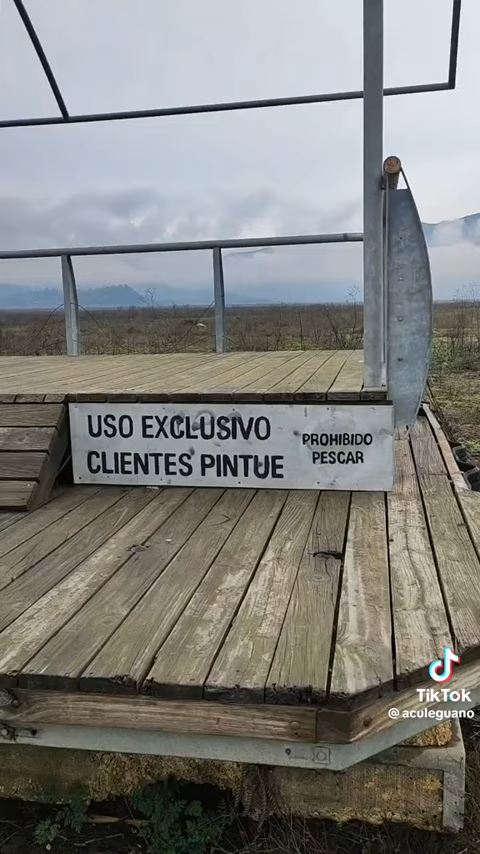 USO EXCLUSIVO
CLIENTES PINTUE
PROHIBIDO
PESCAR
TikTok
@aculeguano